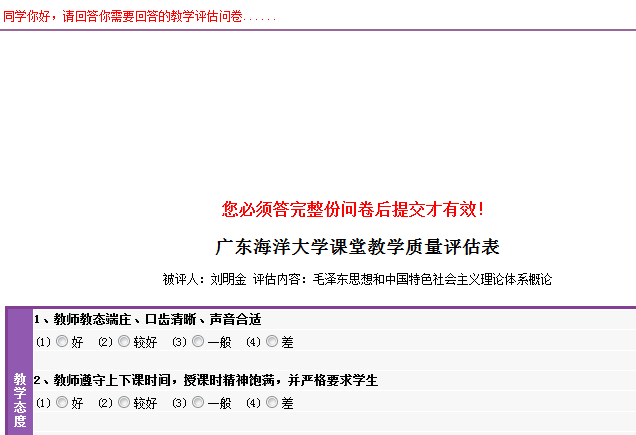 同学你好，请回答你需要回答的教学评估问卷......
您必须答完整份问卷后提交才有效！
广东海洋大学课堂教学质量评估表
被评人：刘明金 评估内容：毛泽东思想和中国特色社会主义理论体系概论
教学态度
1、教师教态端庄、口齿清晰、声音合适
(1) 好 (2) 较好 (3) 一般 (4) 差
2、教师遵守上下课时间，授课时精神饱满，并严格要求学生
(1) 好 (2) 较好 (3) 一般 (4) 差